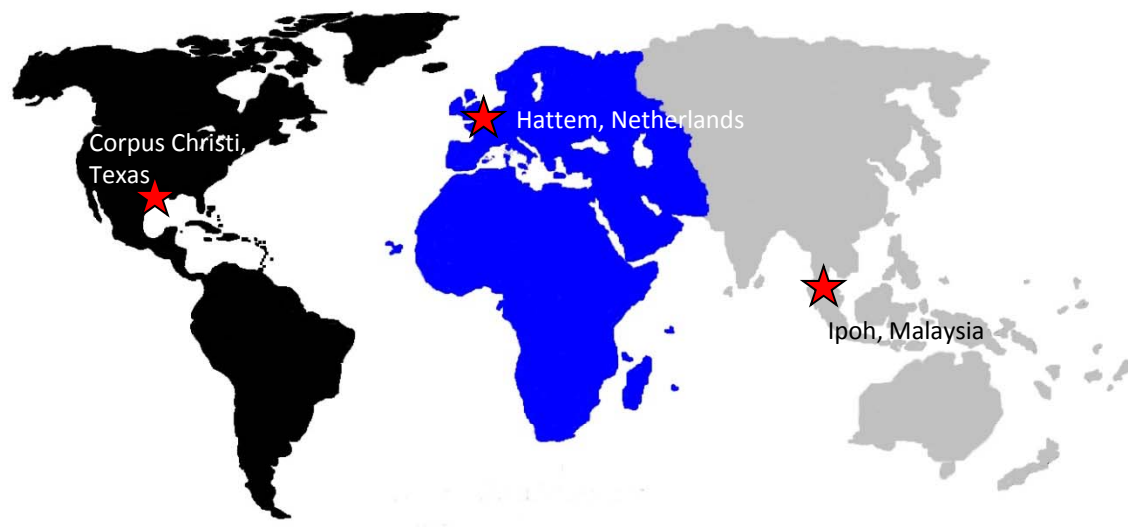 Corpus Christi,
Texas
Hattem, Netherlands
Ipoh, Malaysia